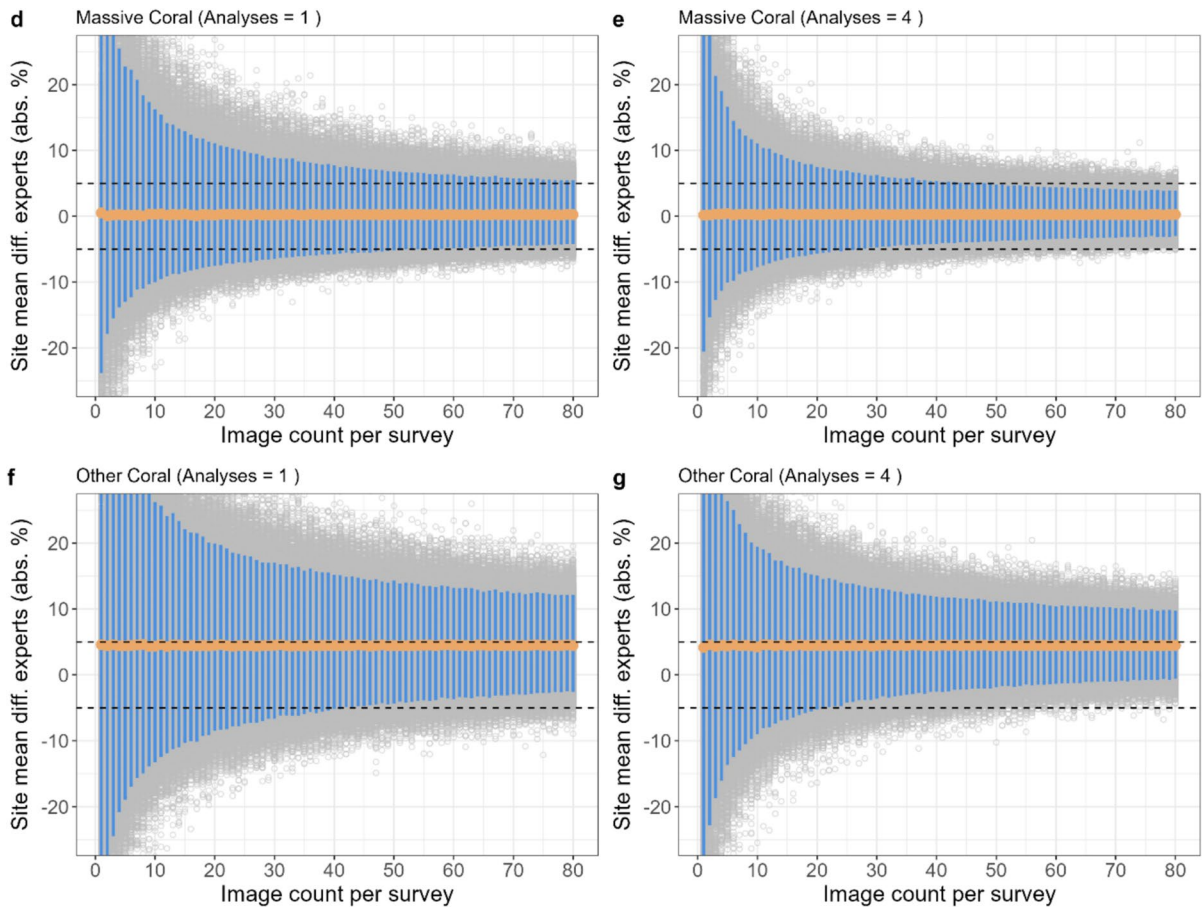 d Massive Coral (Analyses = 1 )
Site mean diff. experts (abs. %)
20
10
0
-10
-20
0 10 20 30 40 50 60 70 80
Image count per survey
e Massive Coral (Analyses = 4 )
Site mean diff. experts (abs. %)
20
10
0
-10
-20
0 10 20 30 40 50 60 70 80
Image count per survey
f Other Coral (Analyses = 1 )
Site mean diff. experts (abs. %)
20
10
0
-10
-20
0 10 20 30 40 50 60 70 80
Image count per survey
g Other Coral (Analyses = 4 )
Site mean diff. experts (abs. %)
20
10
0
-10
-20
0 10 20 30 40 50 60 70 80
Image count per survey